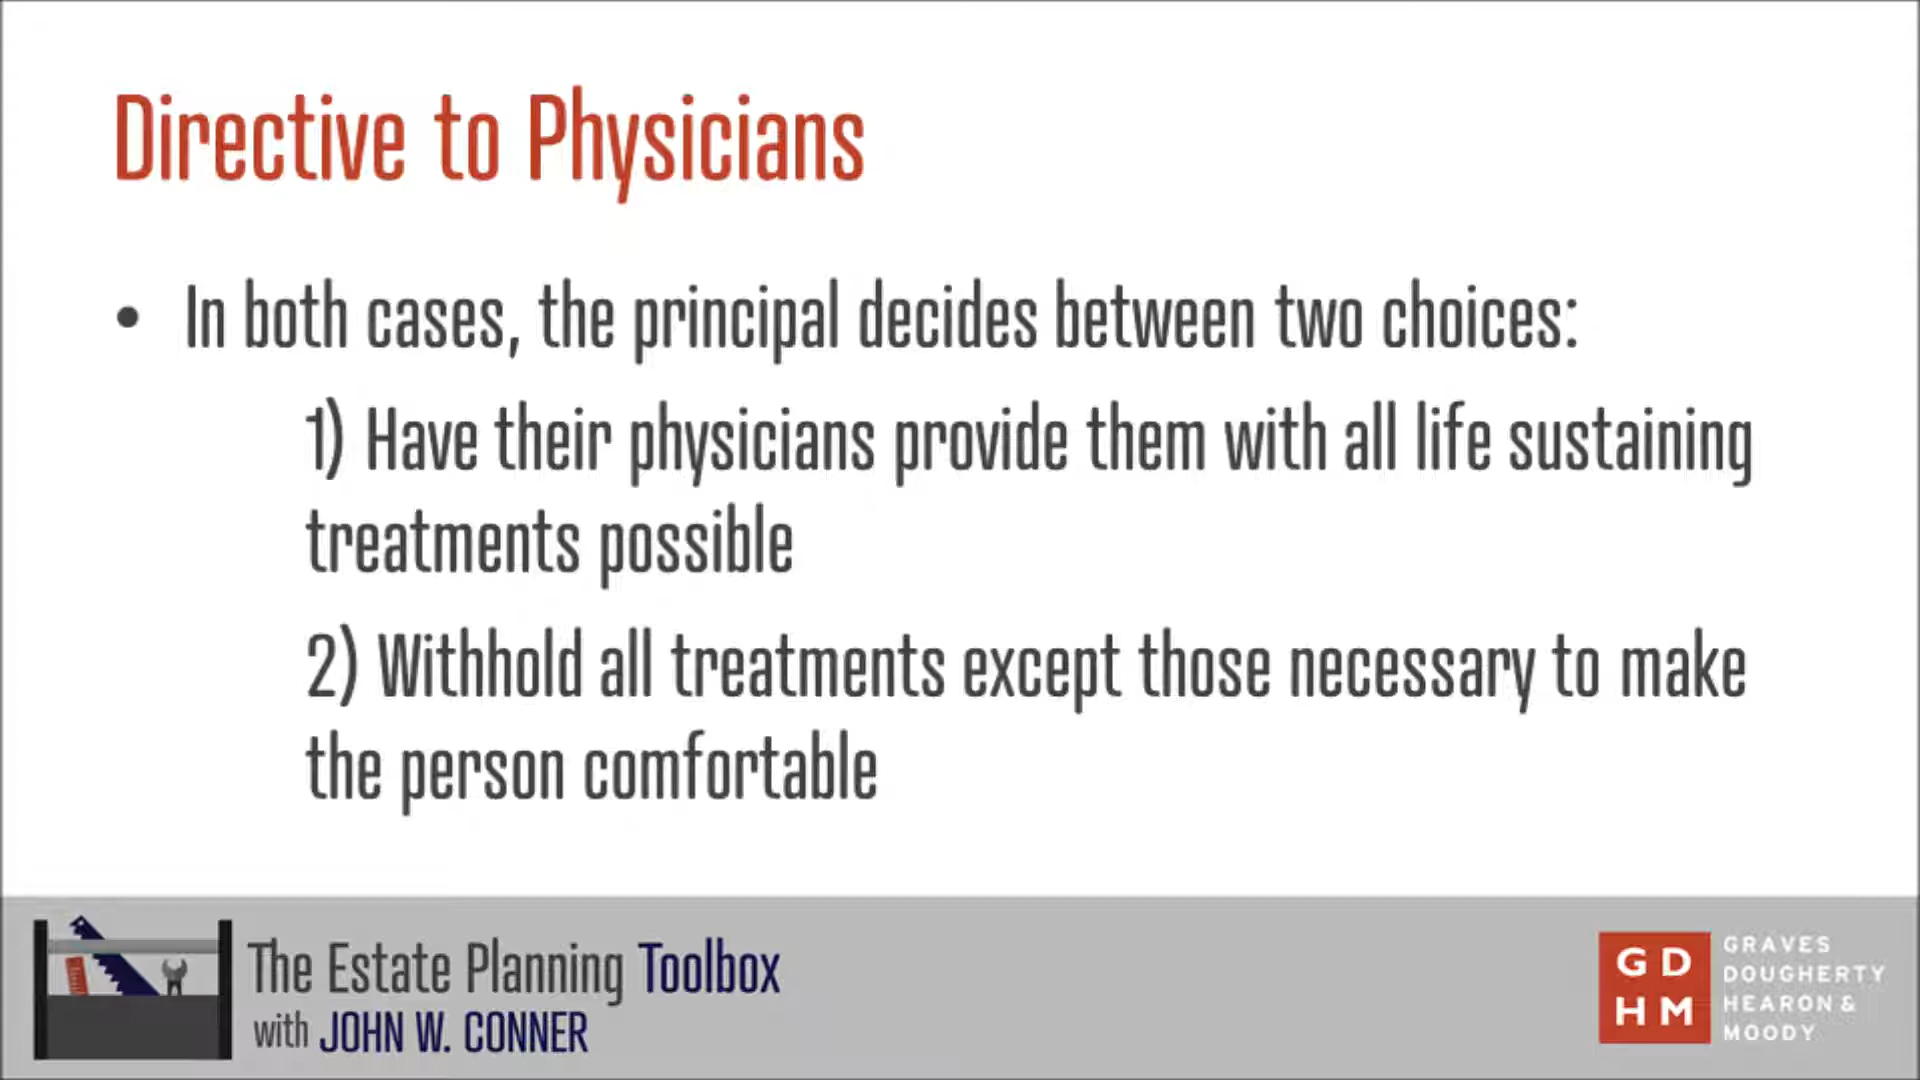 Directive to Physicians
• In both cases, the principal decides between two choices:
1) Have their physicians provide them with all life sustaining
treatments possible
2) Withhold all treatments except those necessary to make
the person comfortable
The Estate Planning Toolbox
with JOHN W. CONNER
GD
HM
GRAVES
DOUGHERTY
HEARON &
MOODY